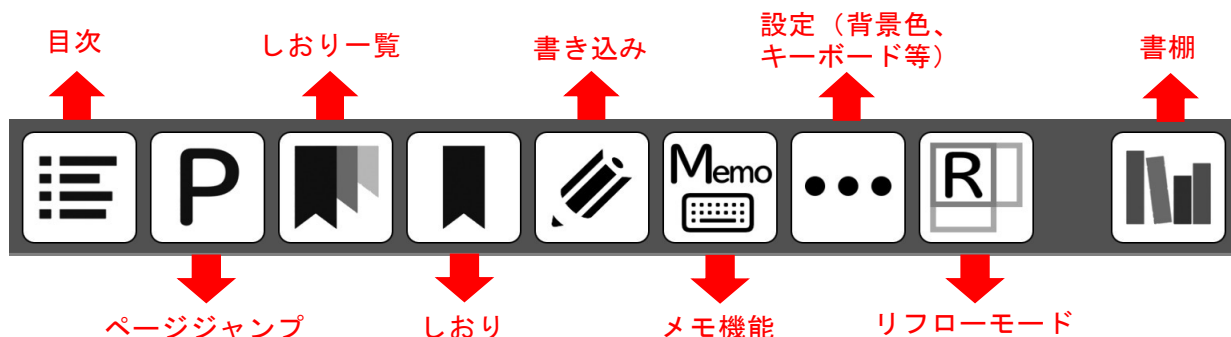 目次
しおり一覧
書き込み
設定（背景色、
キーボード等）
書棚
P
Memo
R
ページジャンプ
しおり
メモ機能
リフローモード